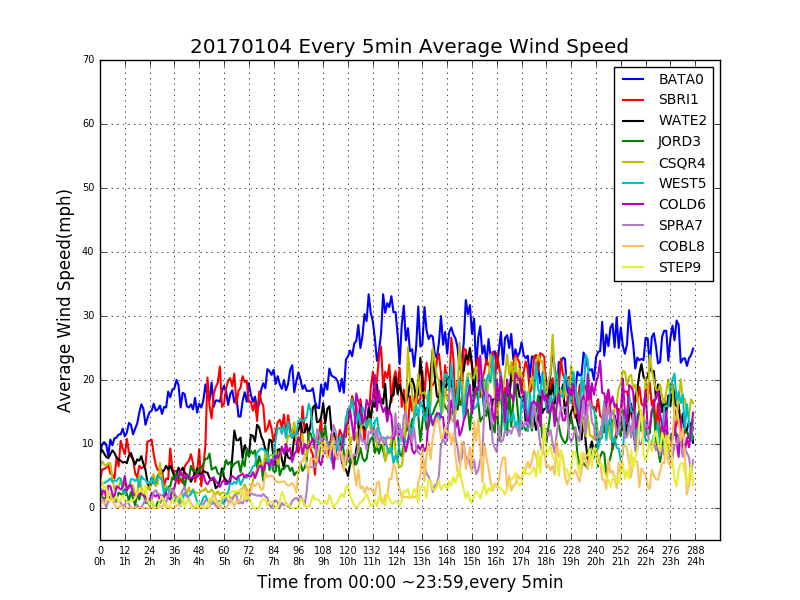 20170104 Every 5min Average Wind Speed
70
60
50
40
30
20
10
0
Average Wind Speed(mph)
BATA0
SBRI1
WATE2
JORD3
CSQR4
WEST5
COLD6
SPRA7
COBL8
STEP9
0 12 24 36 48 60 72 84 96 108 120 132 144 156 168 180 192 204 216 228 240 252 264 276 288
0h 1h 2h 3h 4h 5h 6h 7h 8h 9h 10h 11h 12h 13h 14h 15h 16h 17h 18h 19h 20h 21h 22h 23h 24h
Time from 00:00 ~23:59,every 5min